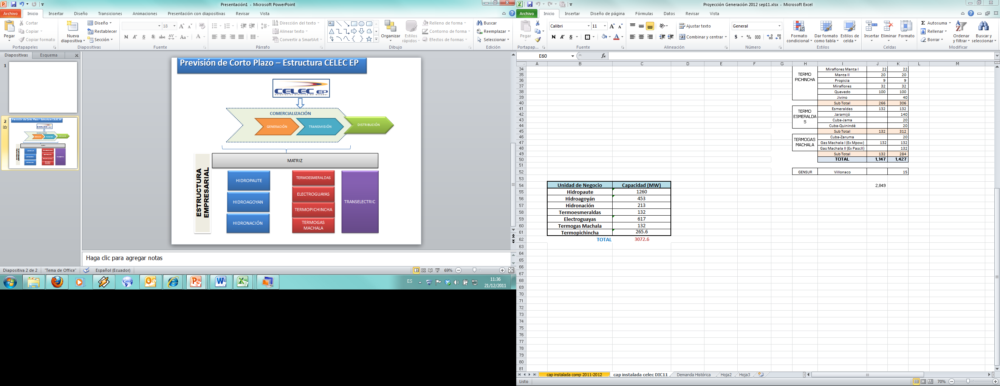 Presentación1 - Microsoft PowerPoint
Archivo Inicio Insertar Diseño Transiciones Animaciones Presentación con diapositivas Revisar Vista
Pegar
Cortar
Copiar
Copiar formato
Portapapeles
Nueva diapositiva
Diseño
Restablecer
Sección
Diapositivas
18
Fuente
Dirección del texto
Alinear texto
Convertir a SmartArt
Párrafo
Organizar
Estilos rápidos
Relleno de forma
Contorno de forma
Efectos de formas
Dibujo
Buscar
Reemplazar
Seleccionar
Edición
Diapositivas Esquema
1
2
Previsión de Corto Plazo – Estructura CELEC EP
CELEC EP
Corporación Eléctrica del Ecuador
COMERCIALIZACIÓN
GENERACIÓN
TRANSMISIÓN
DISTRIBUCIÓN
MATRIZ
ESTRUCTURA
EMPRESARIAL
HIDROPAUTE
HIDROAGOYAN
HIDRONACIÓN
TERMOESMERALDAS
ELECTROGUAYAS
TERMOPICHINCHA
TERMOGAS
MACHALA
TRANSELECTRIC
Haga clic para agregar notas
Diapositiva 2 de 2 "Tema de Office" Español (Ecuador) 69%
ES 11:36
21/12/2011
Proyección Generación 2012 sep11.xlsx - Microsoft Excel
Archivo Inicio Insertar Diseño de página Fórmulas Datos Revisar Vista
Pegar
Portapap...
Calibri 11
Fuente
Ajustar texto
Combinar y centrar
Alineación
General
$ % 000
Número
Formato condicional
Dar formato como tabla
Estilos de celda
Estilos
Insertar Eliminar Formato
Celdas
Autosuma
Rellenar
Borrar
Ordenar y filtrar
Buscar y seleccionar
Modificar
E60 fx
A B C D E F G H I J K L M
34 Miraflores Manta I 22 22
35 TERMO Manta II 20 20
36 PICHINCHA Propicia 9 9
37 Miraflores 32 32
38 Quevedo 100 100
39 Jivino 40
40 Sub Total 266 306
41 Esmeraldas 132 132
42 TERMO Jaramijó 140
43 ESMERALDA Cuba-Jama 20
44 S Cuba-Quinindé 20
45 Sub Total 132 312
46 Cuba-Zaruma 20
47 TERMOGAS Gas Machala I (Ex Mpow) 132 132
48 MACHALA Gas Machala II (Ex PascII) 132
49 Sub Total 132 284
50 TOTAL 1,147 1,427
51
52 GENSUR Villonaco 15
53
54 Unidad de Negocio Capacidad (MW) 2,849
55 Hidropaute 1260
56 Hidroagoyán 453
57 Hidronación 213
58 Termoesmeraldas 132
59 Electroguayas 617
60 Termogas Machala 132
61 Termopichincha 265.6
62 TOTAL 3072.6
63
64
65
66
67
68
69
70
71
72
73
74
75
76
77
78
79
80
81
cap instalada comp 2011-2012 cap instalada celec DIC11 Demanda Histórica Hoja2 Hoja3
Listo 70%